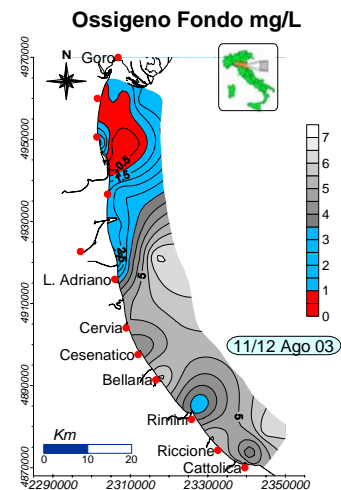 Ossigeno Fondo mg/L
4970000
N
Goro
4950000
0.5
1.5
4930000
2.5
5
L. Adriano
4910000
Cervia
Cesenatico
Bellaria
4890000
Rimini
5
Riccione
Cattolica
4870000
7
6
5
4
3
2
1
0
11/12 Ago 03
Km
0 10 20
2290000 2310000 2330000 2350000